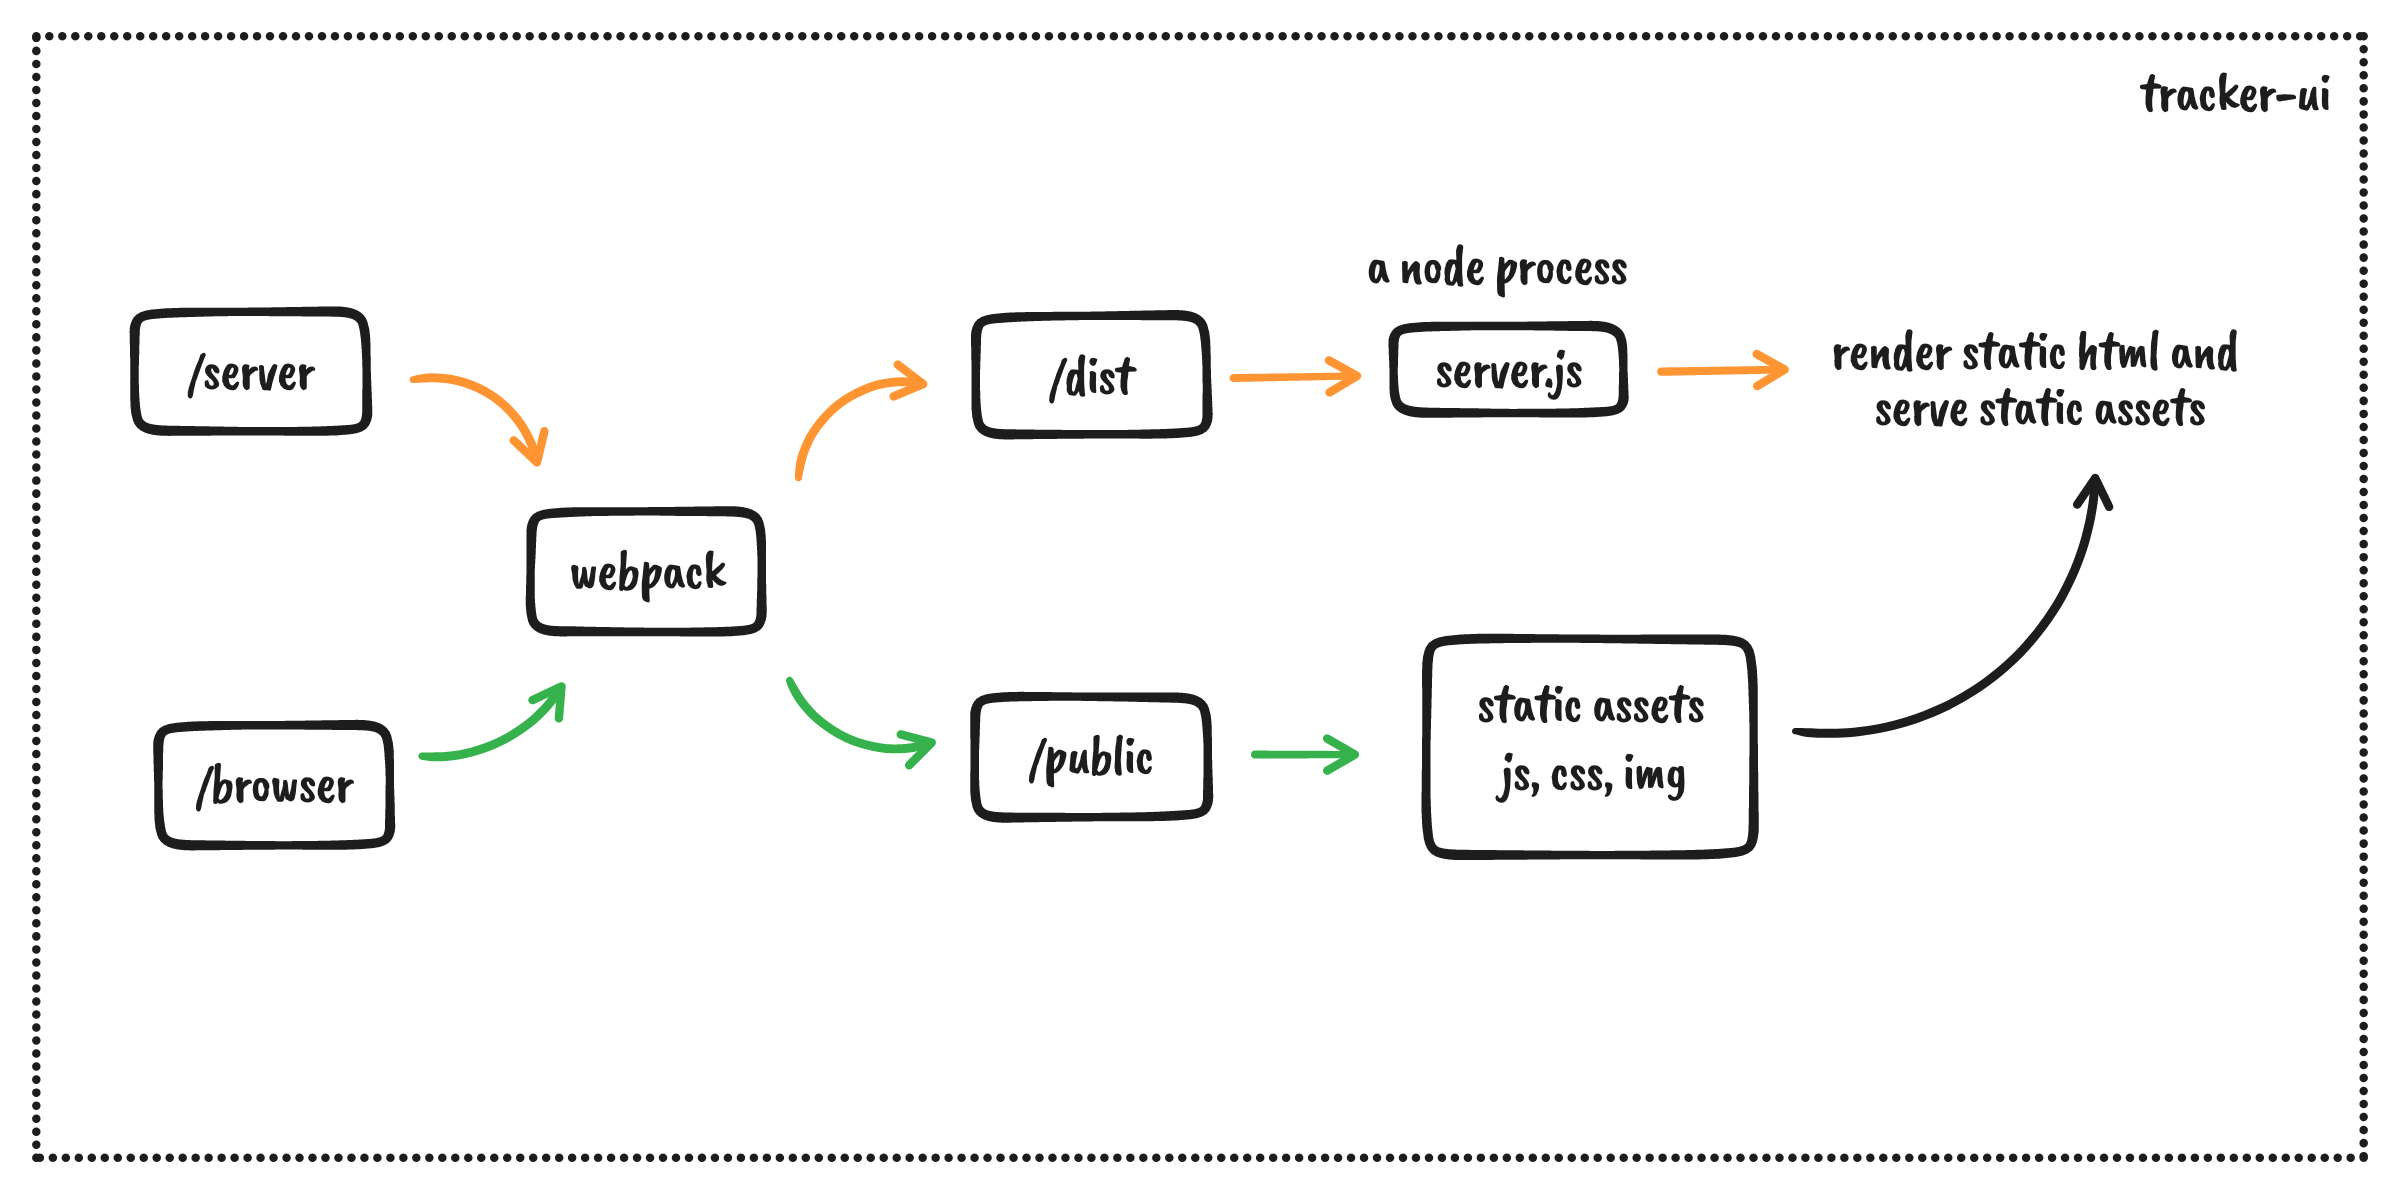 tracker-ui
/server
webpack
/browser
/dist
a node process
server.js
render static html and
serve static assets
/public
static assets
js, css, img